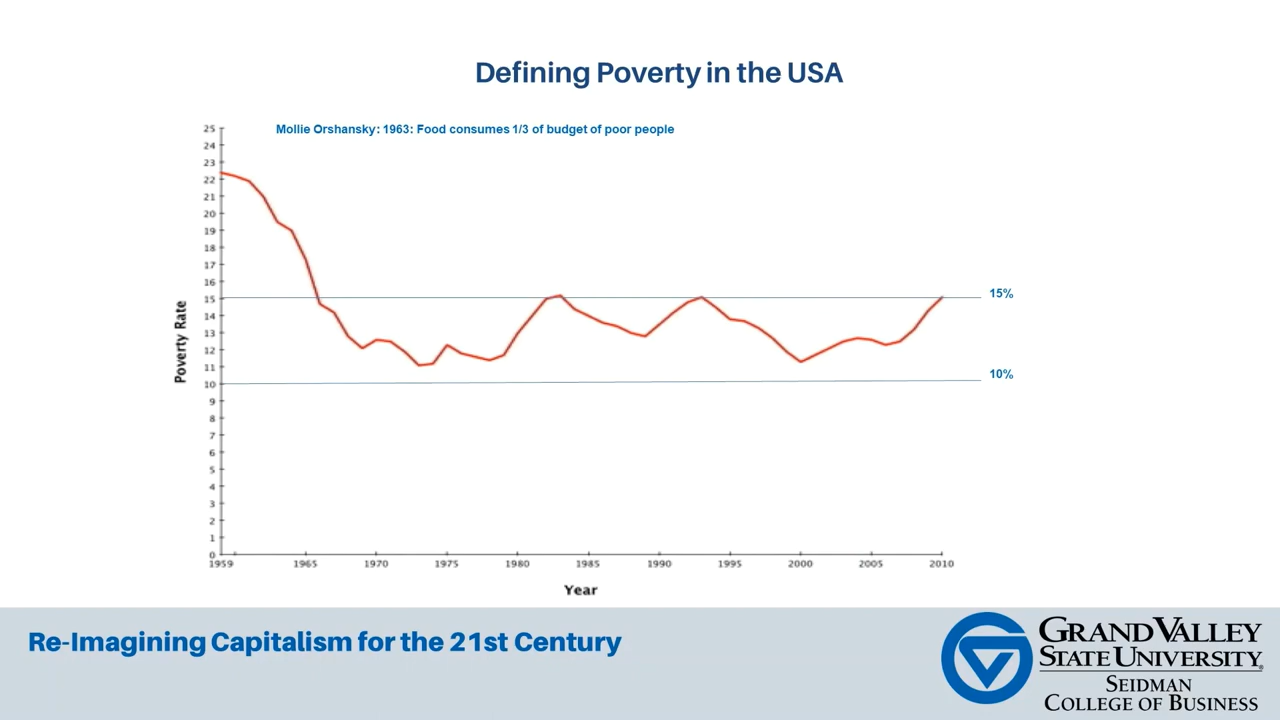 Defining Poverty in the USA
Mollie Orshansky: 1963: Food consumes 1/3 of budget of poor people
25
24
23
22
21
20
19
18
17
16
15
14
13
12
11
10
9
8
7
6
5
4
3
2
1
0
Poverty Rate
15%
10%
1959 1965 1970 1975 1980 1985 1990 1995 2000 2005 2010
Year
Re-Imagining Capitalism for the 21st Century
GRAND VALLEY
STATE UNIVERSITY®
SEIDMAN
COLLEGE OF BUSINESS